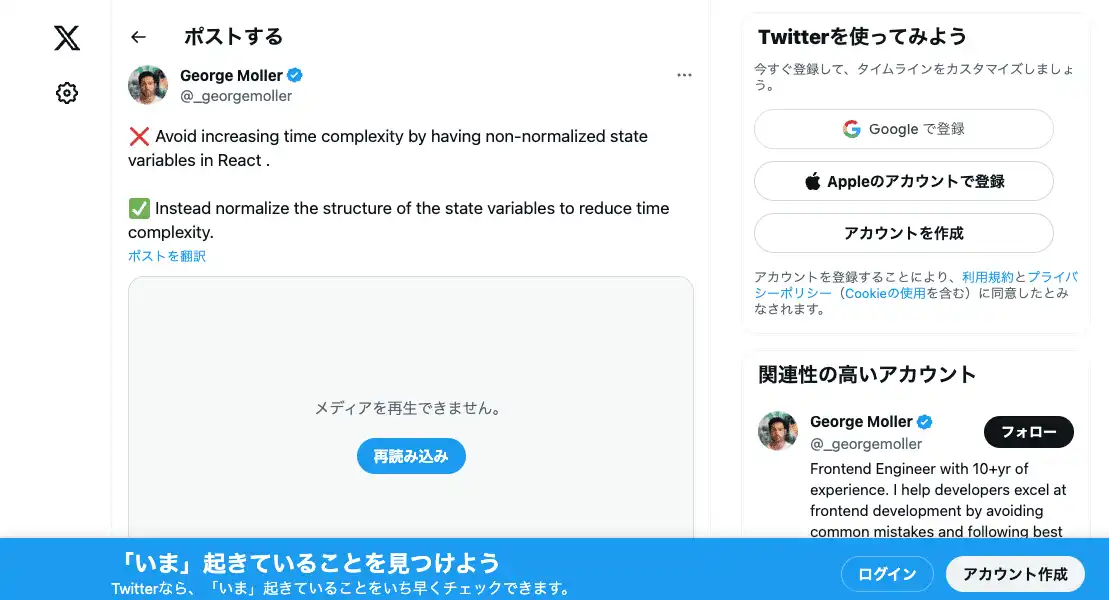 ポストする
George Moller
@_georgemoller
❌ Avoid increasing time complexity by having non-normalized state
variables in React .
✅ Instead normalize the structure of the state variables to reduce time
complexity.
ポストを翻訳
メディアを再生できません。
再読み込み
Twitterを使ってみよう
今すぐ登録して、タイムラインをカスタマイズしましょ
う。
Google で登録
Appleのアカウントで登録
アカウントを作成
アカウントを登録することにより、利用規約とプライバ
シーポリシー（Cookieの使用を含む）に同意したとみ
なされます。
関連性の高いアカウント
George Moller
@_georgemoller
フォロー
Frontend Engineer with 10+yr of
experience. I help developers excel at
frontend development by avoiding
common mistakes and following best
「いま」起きていることを見つけよう
Twitterなら、「いま」起きていることをいち早くチェックできます。
ログイン
アカウント作成